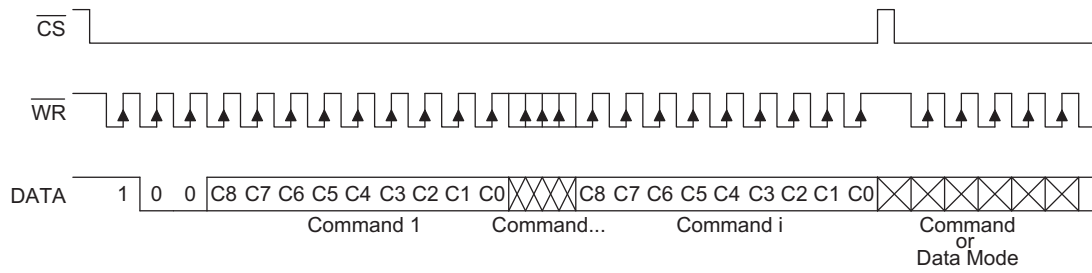 CS
WR
DATA 1 0 0 C8 C7 C6 C5 C4 C3 C2 C1 C0 C8 C7 C6 C5 C4 C3 C2 C1 C0
Command 1 Command... Command i Command
or
Data Mode